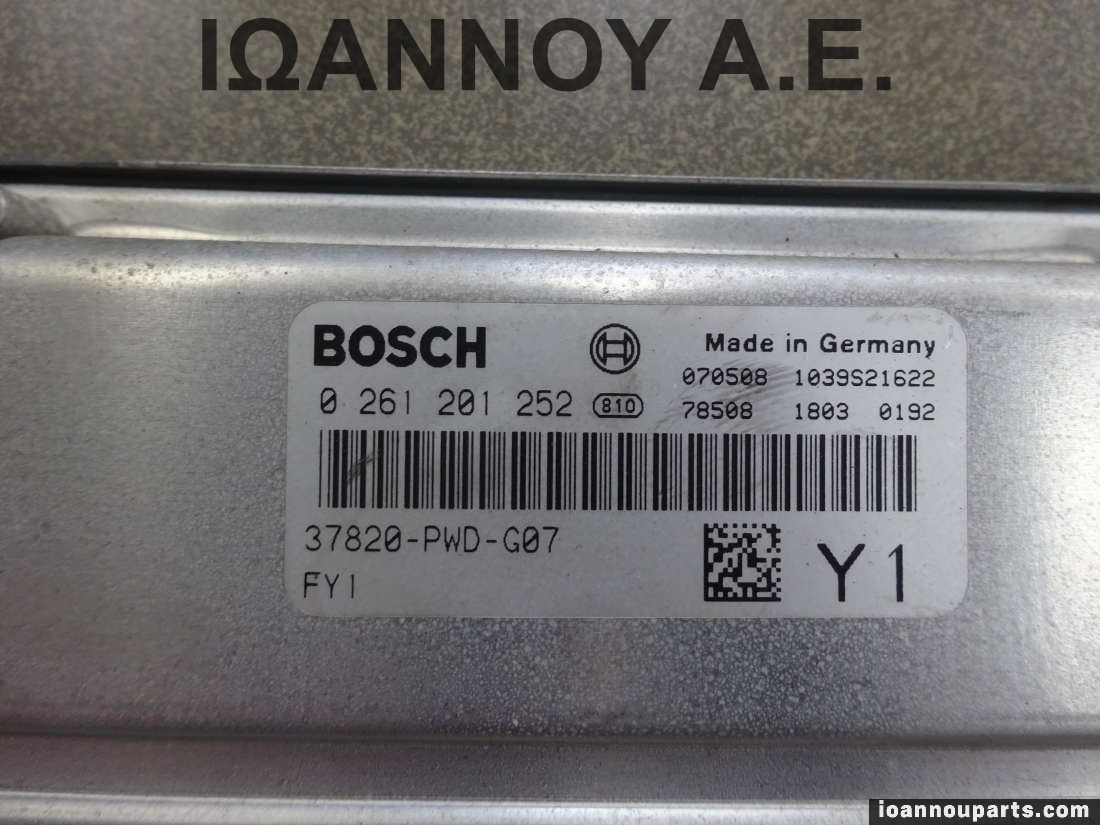 ΙΩΑΝΝΟΥ Α.Ε.
BOSCH
Made in Germany
070508 1039S21622
0 261 201 252 810 78508 1803 0192
37820-PWD-G07
FY1
Y1
ioannouparts.com